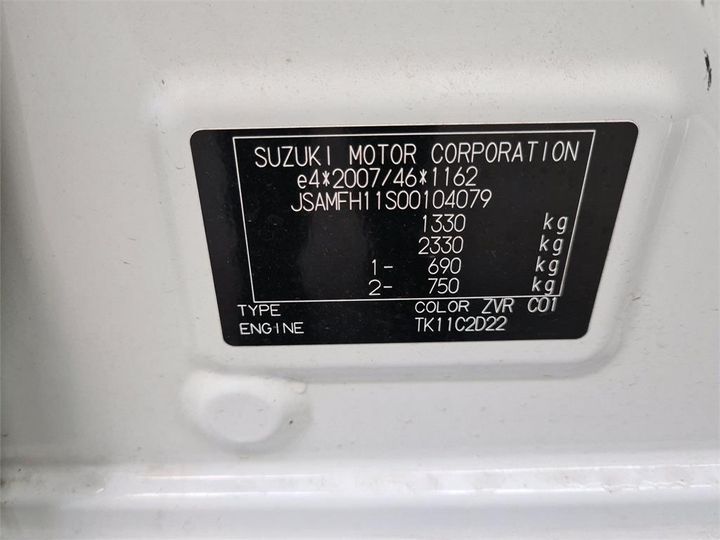 SUZUKI MOTOR CORPORATION
e4*2007/46*1162
JSAMFH11S00104079
1330 kg
2330 kg
1- 690 kg
2- 750 kg
TYPE COLOR ZVR C01
ENGINE TK11C2D22